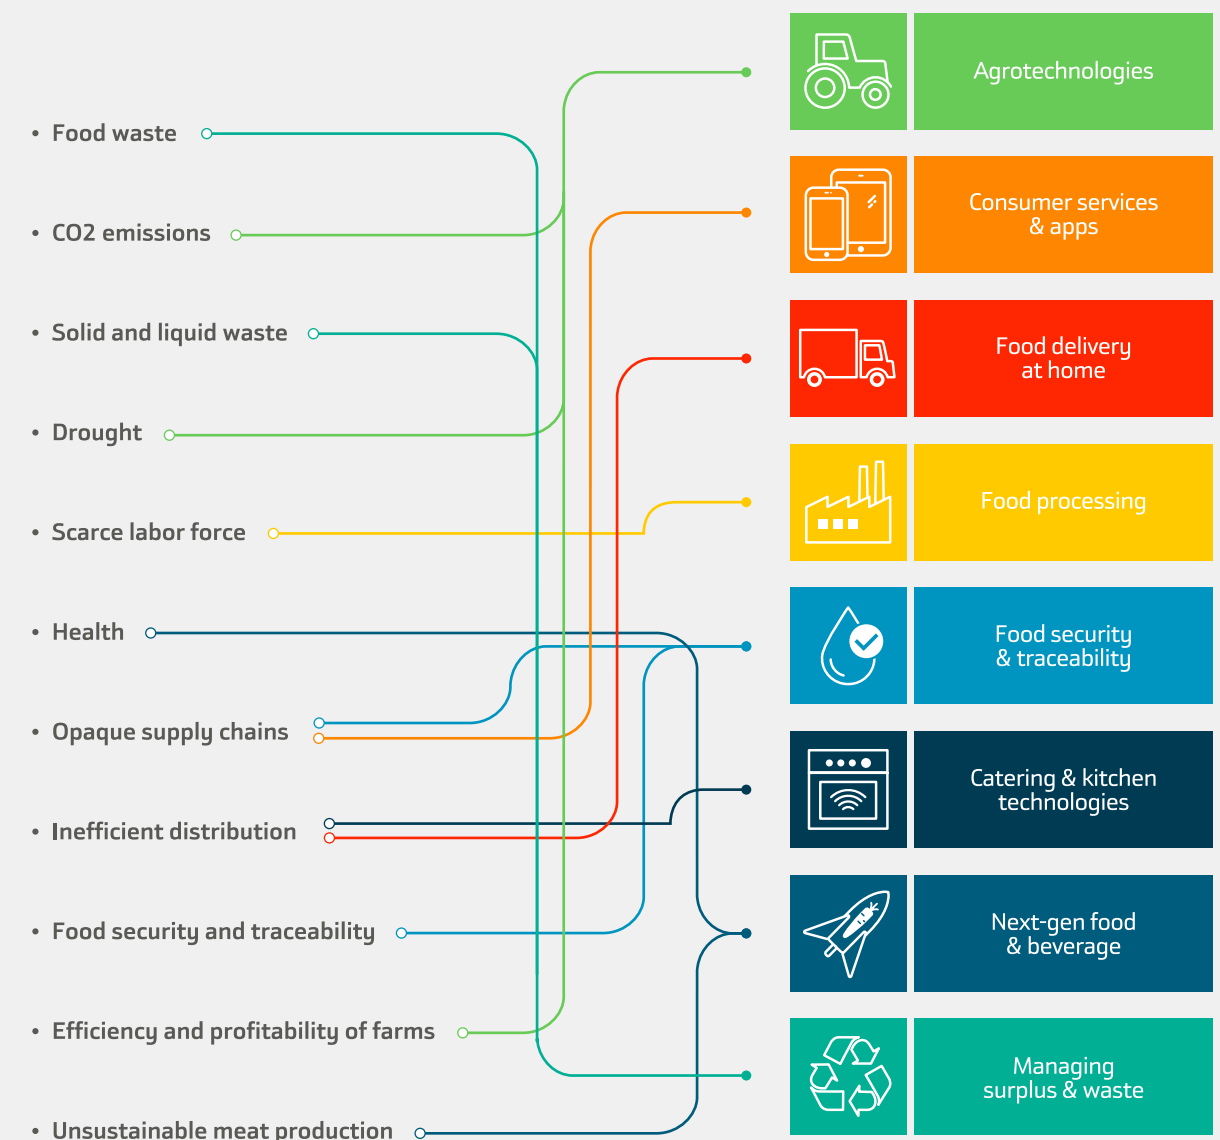 • Food waste
• CO2 emissions
• Solid and liquid waste
• Drought
• Scarce labor force
• Health
• Opaque supply chains
• Inefficient distribution
• Food security and traceability
• Efficiency and profitability of farms
• Unsustainable meat production
Agrotechnologies
Consumer services
& apps
Food delivery
at home
Food processing
Food security
& traceability
Catering & kitchen
technologies
Next-gen food
& beverage
Managing
surplus & waste